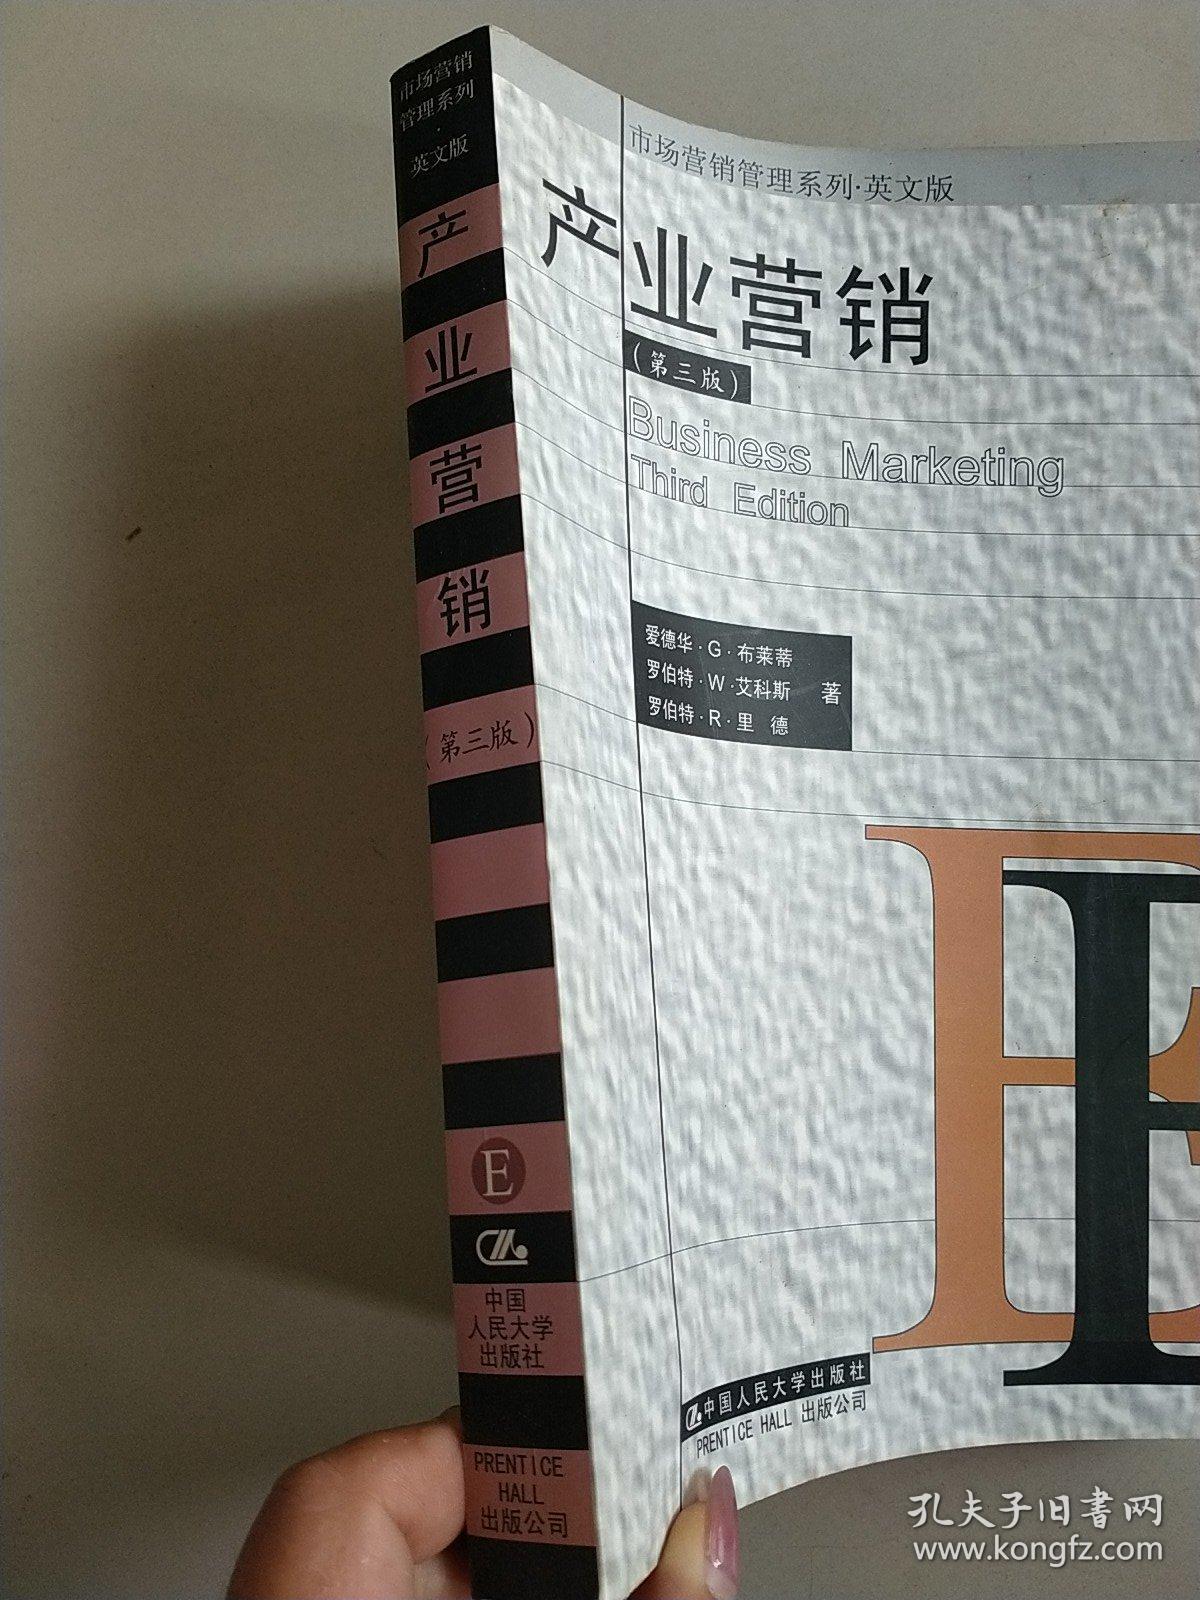 市场营销
管理系列
·
英文版
产
业
营
销
(第三版)
E
中国
人民大学
出版社
PRENTICE
HALL
出版公司
市场营销管理系列·英文版
产业营销
(第三版)
Business Marketing
Third Edition
爱德华·G·布莱蒂
罗伯特·W·艾科斯 著
罗伯特·R·里 德
中国人民大学出版社
PRENTICE HALL 出版公司
孔夫子旧書网
www.kongfz.com